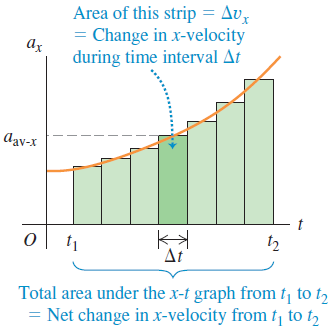 Area of this strip = Δvₓ
= Change in x-velocity
during time interval Δt
aₓ
aav-x
O
t₁
Δt
t₂
t
Total area under the x-t graph from t₁ to t₂
= Net change in x-velocity from t₁ to t₂